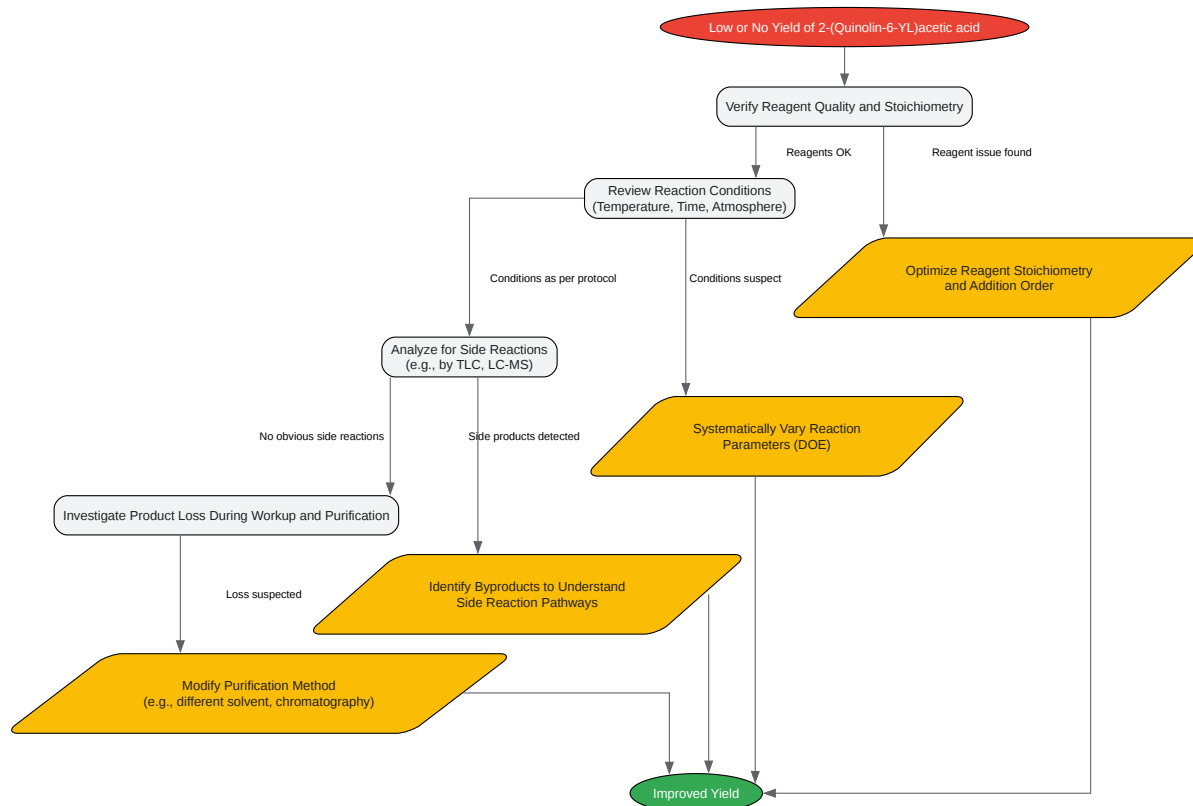 Low or No Yield of 2-(Quinolin-6-YL)acetic acid
Verify Reagent Quality and Stoichiometry
Reagents OK
Reagent issue found
Review Reaction Conditions
(Temperature, Time, Atmosphere)
Optimize Reagent Stoichiometry
and Addition Order
Conditions as per protocol
Conditions suspect
Analyze for Side Reactions
(e.g., by TLC, LC-MS)
Systematically Vary Reaction
Parameters (DOE)
No obvious side reactions
Side products detected
Investigate Product Loss During Workup and Purification
Identify Byproducts to Understand
Side Reaction Pathways
Loss suspected
Modify Purification Method
(e.g., different solvent, chromatography)
Improved Yield